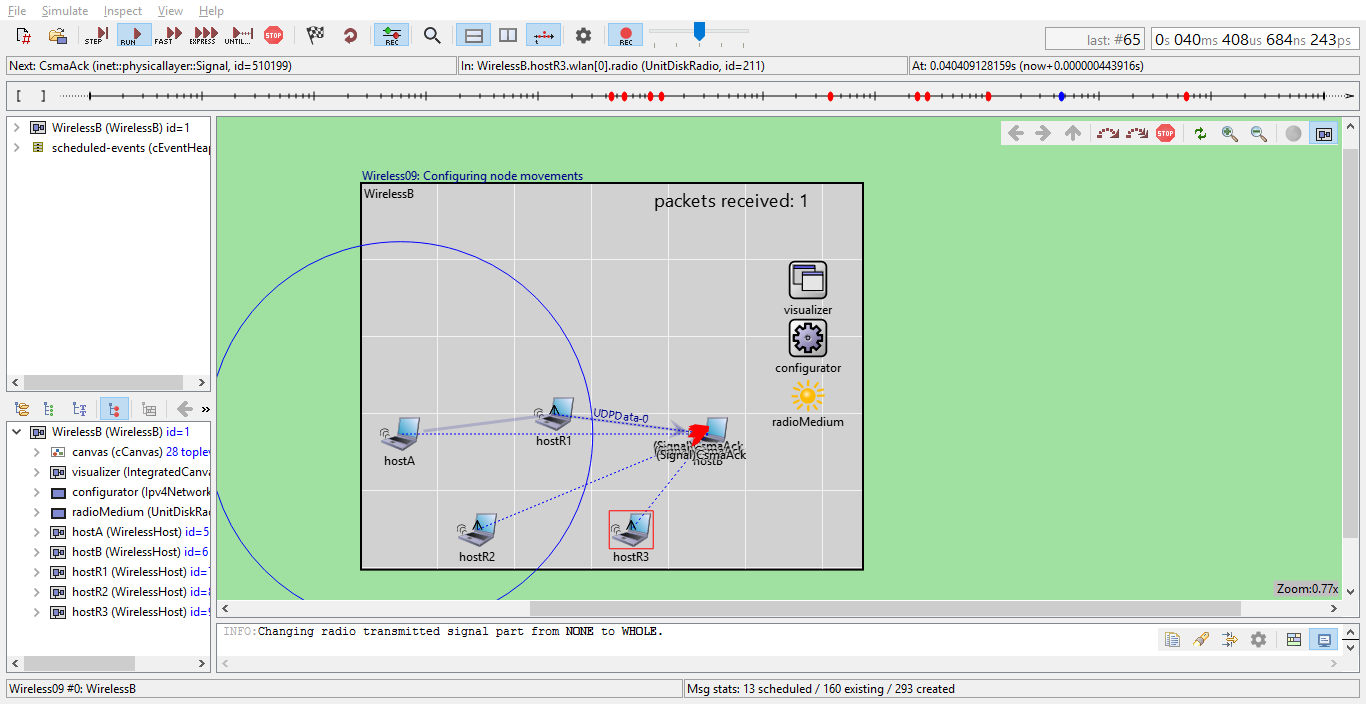 File Simulate Inspect View Help
STEP RUN FAST EXPRESS UNTIL... STOP REC REC
last: #65 0s 040ms 408us 684ns 243ps
Next: CsmaAck (inet::physicallayer::Signal, id=510199) In: WirelessB.hostR3.wlan[0].radio (UnitDiskRadio, id=211) At: 0.040409128159s (now+0.000000443916s)
[ ]
WirelessB (WirelessB) id=1
scheduled-events (cEventHeap
STOP
Wireless09: Configuring node movements
WirelessB
packets received: 1
visualizer
configurator
radioMedium
UDPData-0
hostR1
hostA
(Signal)CsmaAck
(Signal)CsmaAck
hostB
hostR2
hostR3
Zoom:0.77x
»
WirelessB (WirelessB) id=1
canvas (cCanvas) 28 toplev
visualizer (IntegratedCanva
configurator (Ipv4Network
radioMedium (UnitDiskRad
hostA (WirelessHost) id=5
hostB (WirelessHost) id=6
hostR1 (WirelessHost) id=
hostR2 (WirelessHost) id=
hostR3 (WirelessHost) id=
INFO:Changing radio transmitted signal part from NONE to WHOLE.
Wireless09 #0: WirelessB
Msg stats: 13 scheduled / 160 existing / 293 created